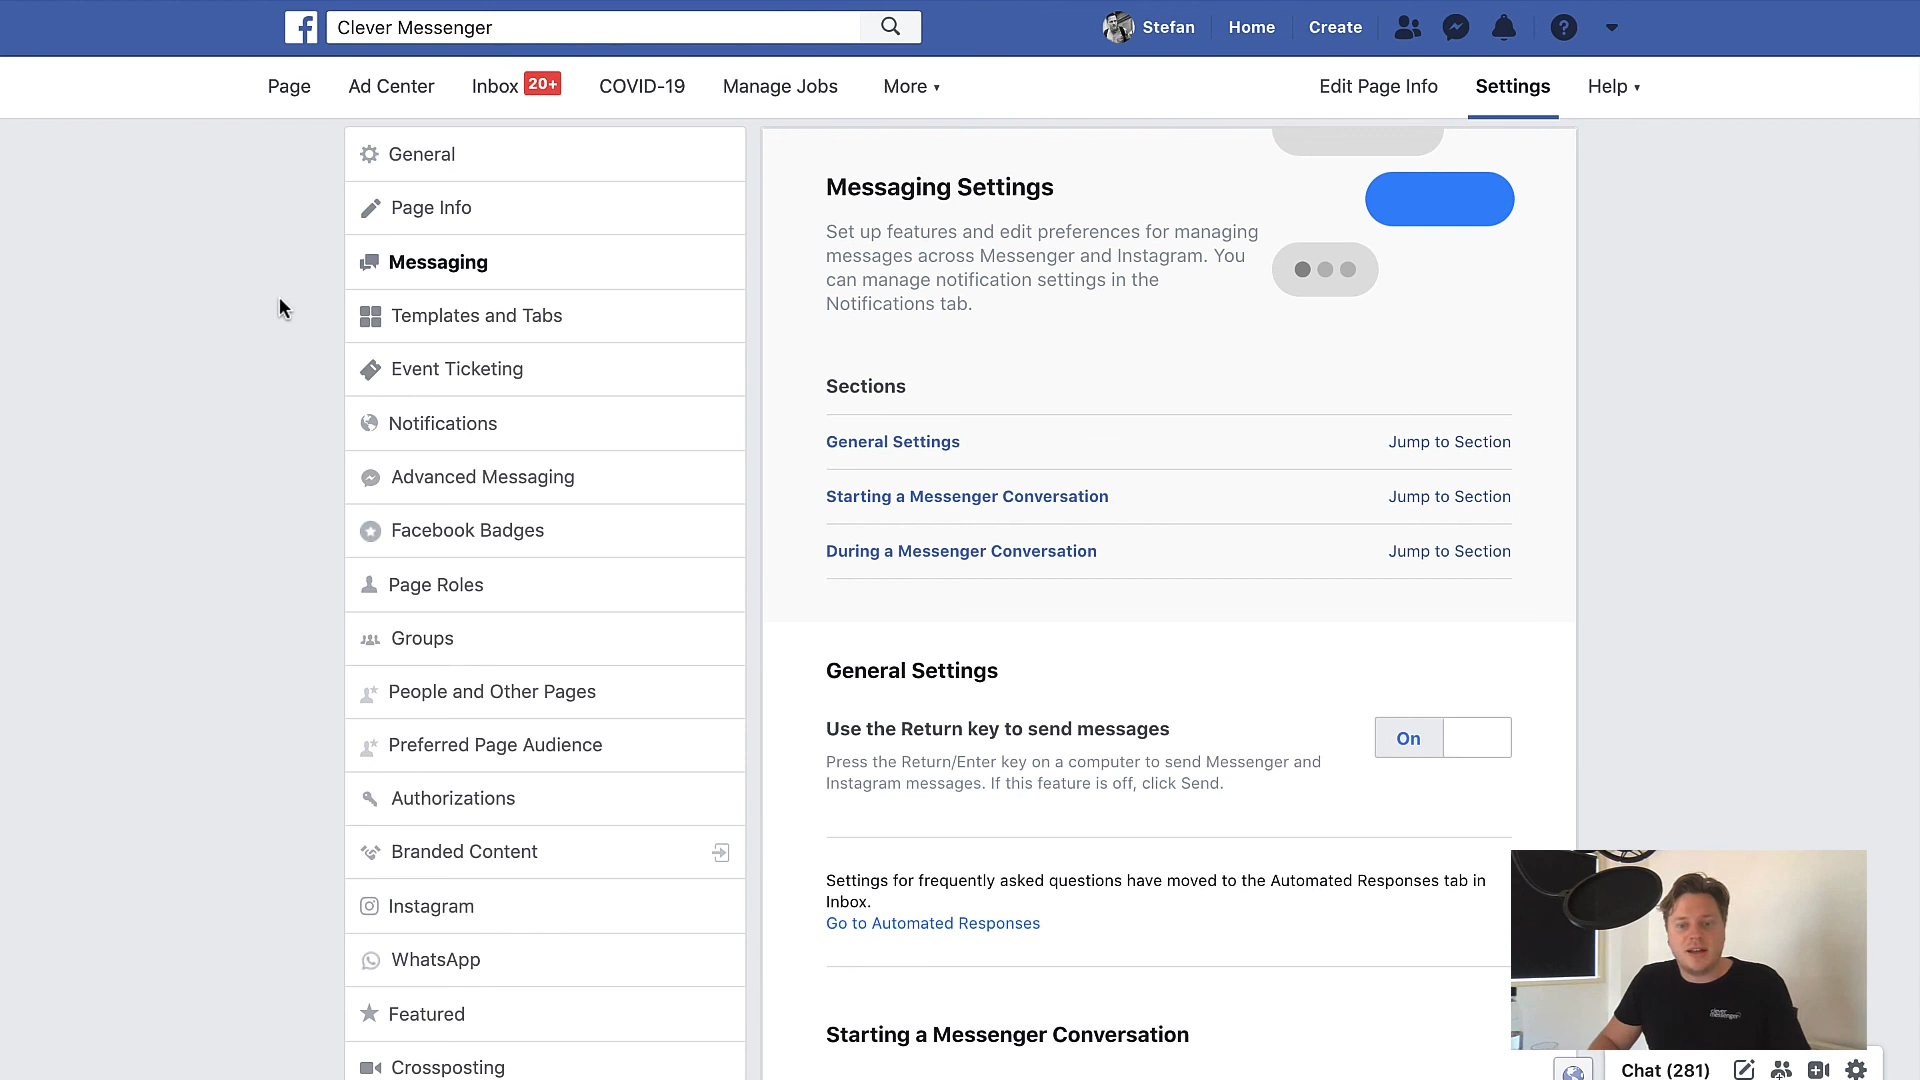 Clever Messenger
Stefan
Home
Create
Page
Ad Center
Inbox 20+
COVID-19
Manage Jobs
More
Edit Page Info
Settings
Help
General
Page Info
Messaging
Templates and Tabs
Event Ticketing
Notifications
Advanced Messaging
Facebook Badges
Page Roles
Groups
People and Other Pages
Preferred Page Audience
Authorizations
Branded Content
Instagram
WhatsApp
Featured
Crossposting
Messaging Settings
Set up features and edit preferences for managing
messages across Messenger and Instagram. You
can manage notification settings in the
Notifications tab.
Sections
General Settings Jump to Section
Starting a Messenger Conversation Jump to Section
During a Messenger Conversation Jump to Section
General Settings
Use the Return key to send messages
On
Press the Return/Enter key on a computer to send Messenger and
Instagram messages. If this feature is off, click Send.
Settings for frequently asked questions have moved to the Automated Responses tab in
Inbox.
Go to Automated Responses
Starting a Messenger Conversation
clever
messenger
Chat (281)